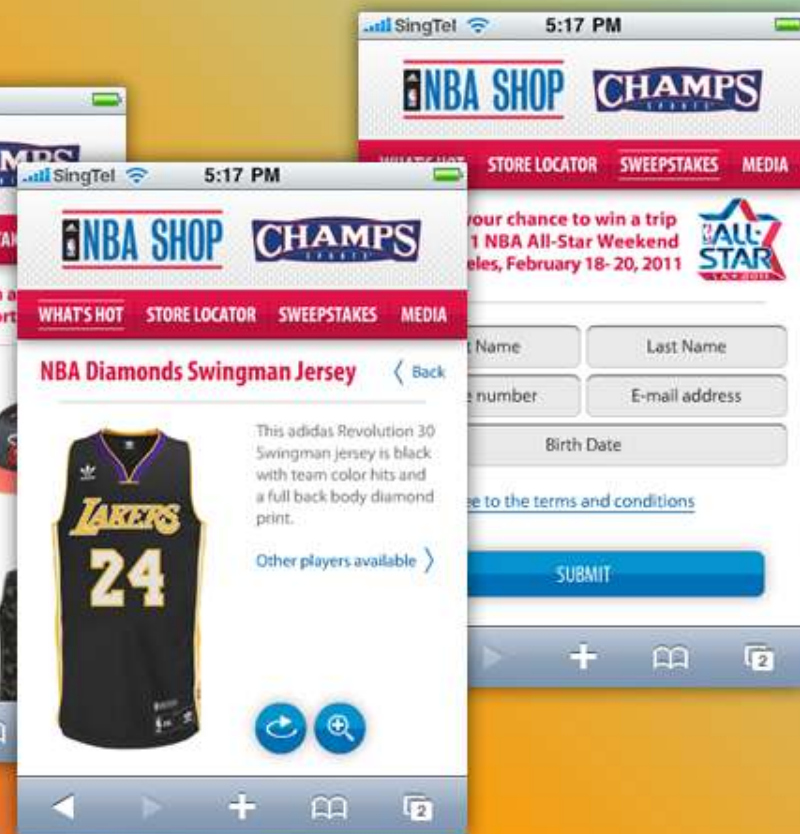 SingTel 5:17 PM
NBA SHOP CHAMPS
SPORTS
WHAT'S HOT STORE LOCATOR SWEEPSTAKES MEDIA
NBA Diamonds Swingman Jersey Back
This adidas Revolution 30
Swingman jersey is black
with team color hits and
a full back body diamond
print.
Other players available
LAKERS
24
2
SingTel 5:17 PM
NBA SHOP CHAMPS
SPORTS
STORE LOCATOR SWEEPSTAKES MEDIA
your chance to win a trip
1 NBA All-Star Weekend
eles, February 18- 20, 2011
ALL-
STAR
Name Last Name
number E-mail address
Birth Date
to the terms and conditions
SUBMIT
2